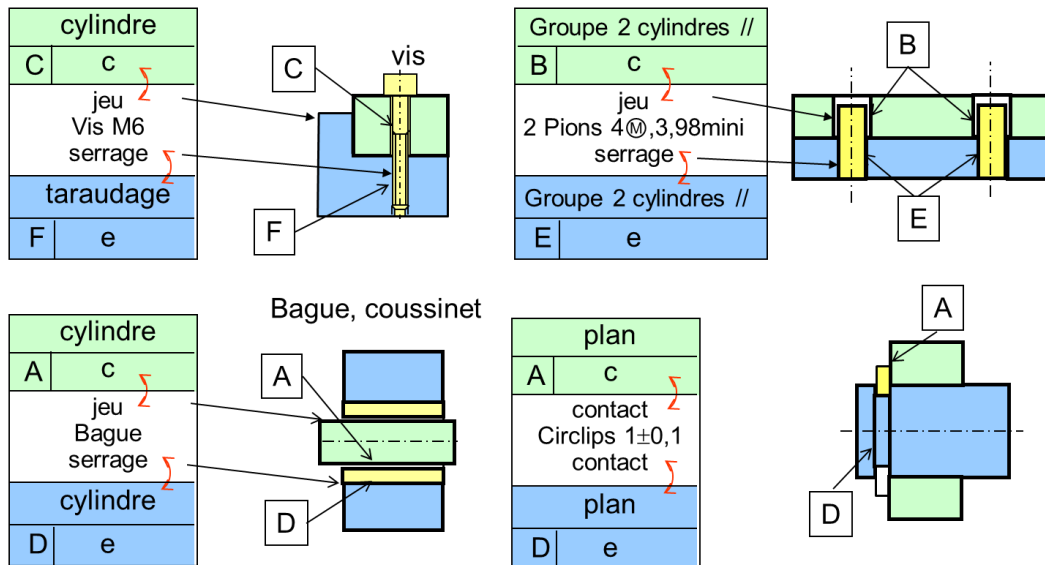 cylindre
C c
jeu
Vis M6
serrage
taraudage
F e
vis
C
F
Groupe 2 cylindres //
B c
jeu
2 Pions 4Ⓜ,3,98mini
serrage
Groupe 2 cylindres //
E e
B
E
cylindre
A c
jeu
Bague
serrage
cylindre
D e
Bague, coussinet
A
D
plan
A c
contact
Circlips 1±0,1
contact
plan
D e
A
D